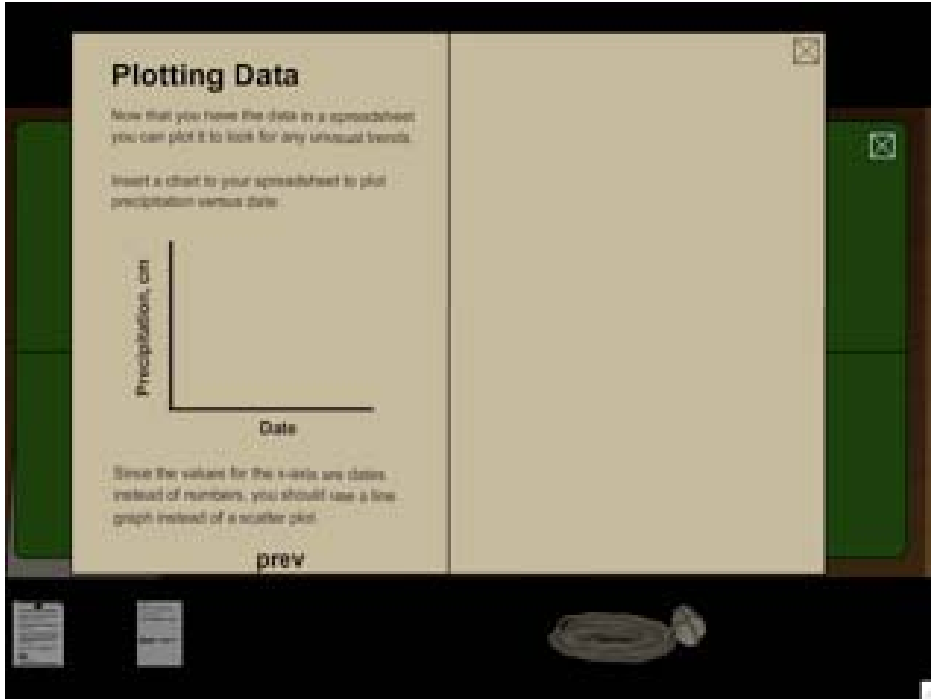 Plotting Data
Now that you have the data in a spreadsheet
you can plot it to look for any unusual trends.
Insert a chart to your spreadsheet to plot
precipitation versus date.
Precipitation, cm
Date
Since the values for the x-axis are dates
instead of numbers, you should use a line
graph instead of a scatter plot.
prev